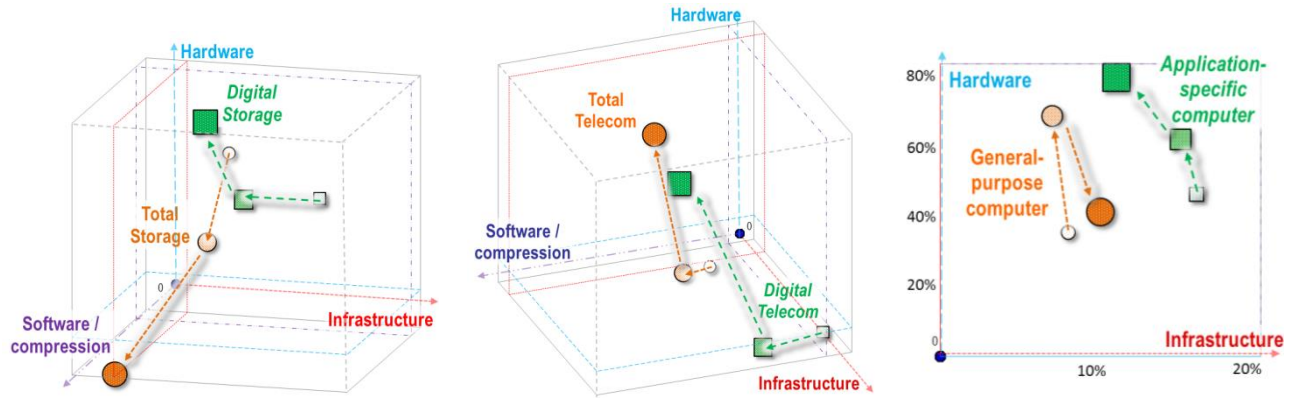 Hardware
Digital
Storage
Total
Storage
0
Software /
compression
Infrastructure
Hardware
Total
Telecom
Software /
compression
0
Digital
Telecom
Infrastructure
80%
Hardware
Application-
specific
computer
60%
General-
purpose
computer
40%
20%
0
Infrastructure
10%
20%